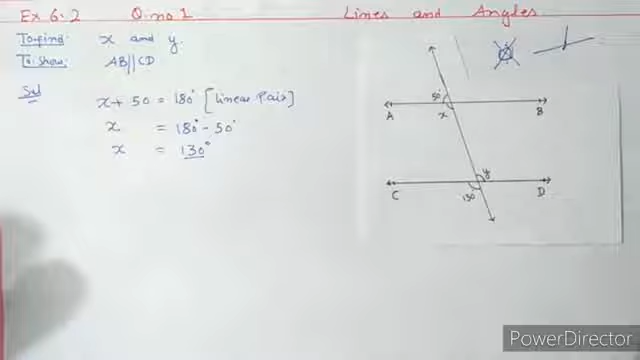 Ex 6.2 Q.no 1 Lines and Angles
To find: x and y
To show: AB||CD
Sol
x + 50 = 180° [Linear Pair]
x = 180° - 50°
x = 130°
50°
A
B
x
y
C
130°
D
PowerDirector